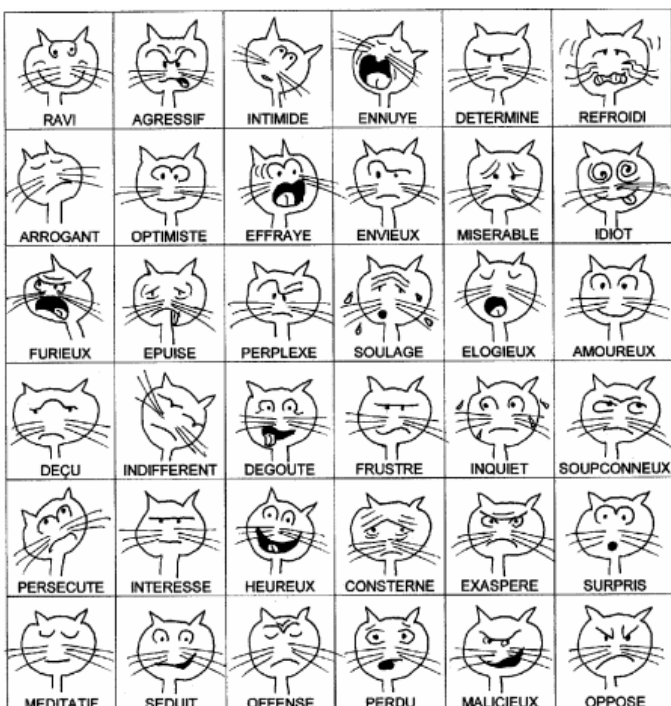 RAVI AGRESSIF INTIMIDE ENNUYE DETERMINE REFROIDI
ARROGANT OPTIMISTE EFFRAYE ENVIEUX MISERABLE IDIOT
FURIEUX EPUISE PERPLEXE SOULAGE ELOGIEUX AMOUREUX
DEÇU INDIFFERENT DEGOUTE FRUSTRE INQUIET SOUPCONNEUX
PERSECUTE INTERESSE HEUREUX CONSTERNE EXASPERE SURPRIS
MEDITATIF SEDUIT OFFENSE PERDU MALICIEUX OPPOSE